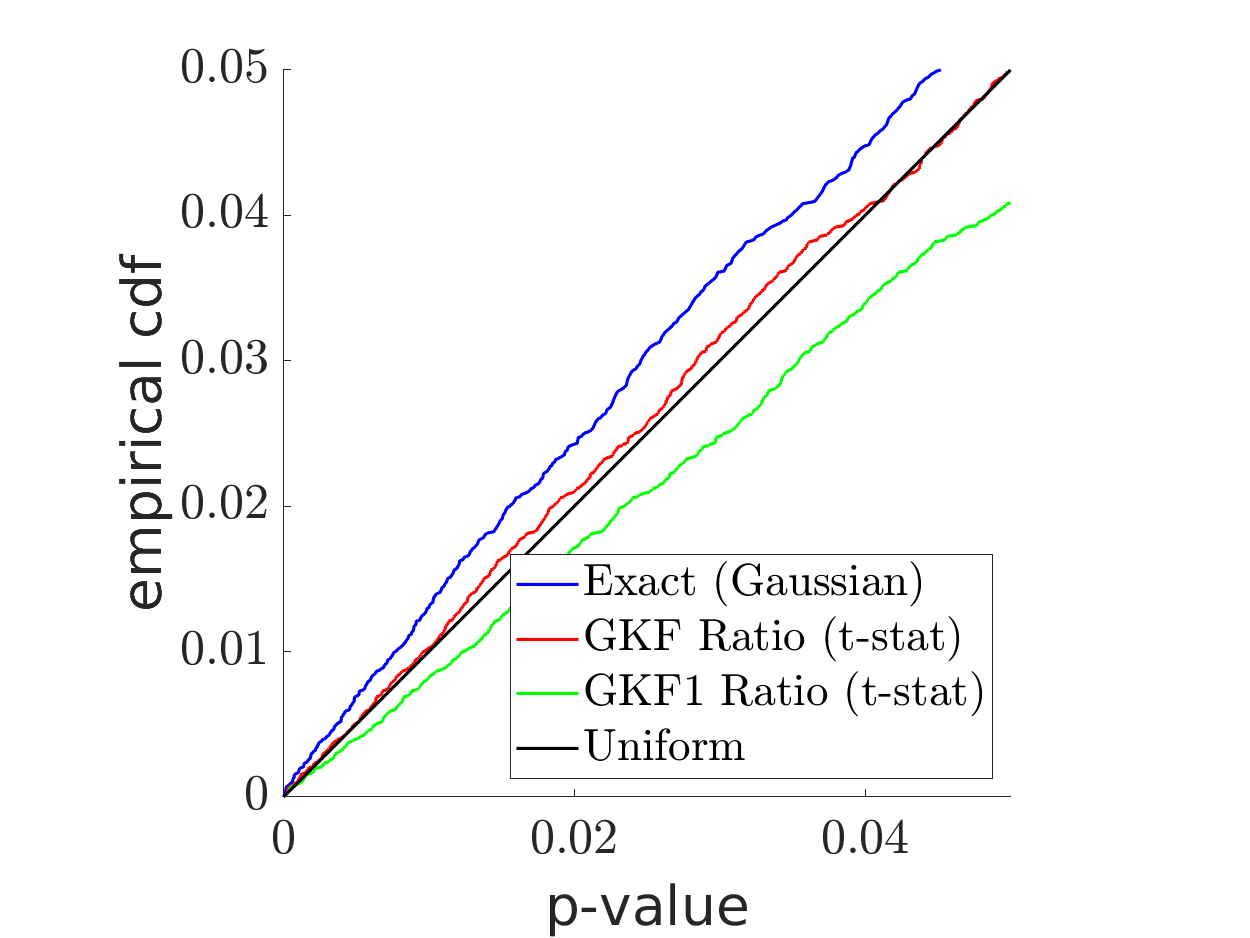 0.05
0.04
0.03
0.02
0.01
0
empirical cdf
Exact (Gaussian)
GKF Ratio (t-stat)
GKF1 Ratio (t-stat)
Uniform
0 0.02 0.04
p-value